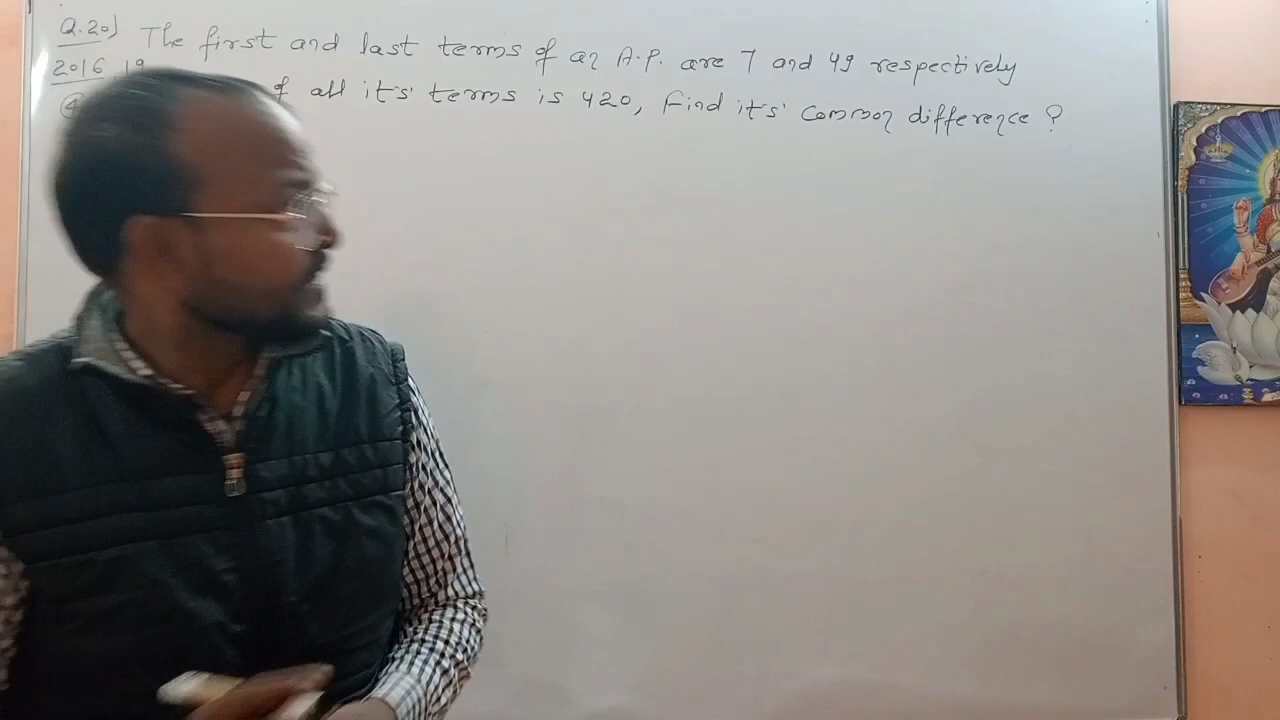 Q.20) The first and last terms of an A.P. are 7 and 49 respectively
2016, 19 of all it's terms is 420, Find it's common difference ?